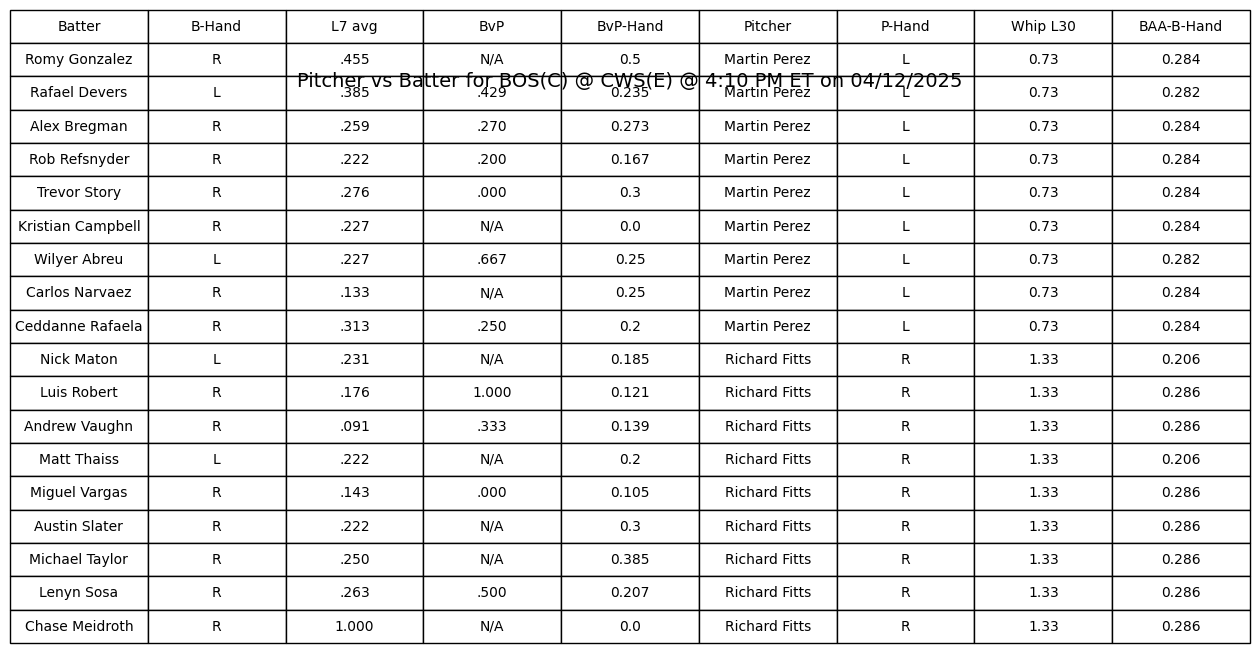 Batter B-Hand L7 avg BvP BvP-Hand Pitcher P-Hand Whip L30 BAA-B-Hand
Romy Gonzalez R .455 N/A 0.5 Martin Perez L 0.73 0.284
Pitcher vs Batter for BOS(C) @ CWS(E) @ 4:10 PM ET on 04/12/2025
Rafael Devers L .385 .429 0.235 Martin Perez L 0.73 0.282
Alex Bregman R .259 .270 0.273 Martin Perez L 0.73 0.284
Rob Refsnyder R .222 .200 0.167 Martin Perez L 0.73 0.284
Trevor Story R .276 .000 0.3 Martin Perez L 0.73 0.284
Kristian Campbell R .227 N/A 0.0 Martin Perez L 0.73 0.284
Wilyer Abreu L .227 .667 0.25 Martin Perez L 0.73 0.282
Carlos Narvaez R .133 N/A 0.25 Martin Perez L 0.73 0.284
Ceddanne Rafaela R .313 .250 0.2 Martin Perez L 0.73 0.284
Nick Maton L .231 N/A 0.185 Richard Fitts R 1.33 0.206
Luis Robert R .176 1.000 0.121 Richard Fitts R 1.33 0.286
Andrew Vaughn R .091 .333 0.139 Richard Fitts R 1.33 0.286
Matt Thaiss L .222 N/A 0.2 Richard Fitts R 1.33 0.206
Miguel Vargas R .143 .000 0.105 Richard Fitts R 1.33 0.286
Austin Slater R .222 N/A 0.3 Richard Fitts R 1.33 0.286
Michael Taylor R .250 N/A 0.385 Richard Fitts R 1.33 0.286
Lenyn Sosa R .263 .500 0.207 Richard Fitts R 1.33 0.286
Chase Meidroth R 1.000 N/A 0.0 Richard Fitts R 1.33 0.286